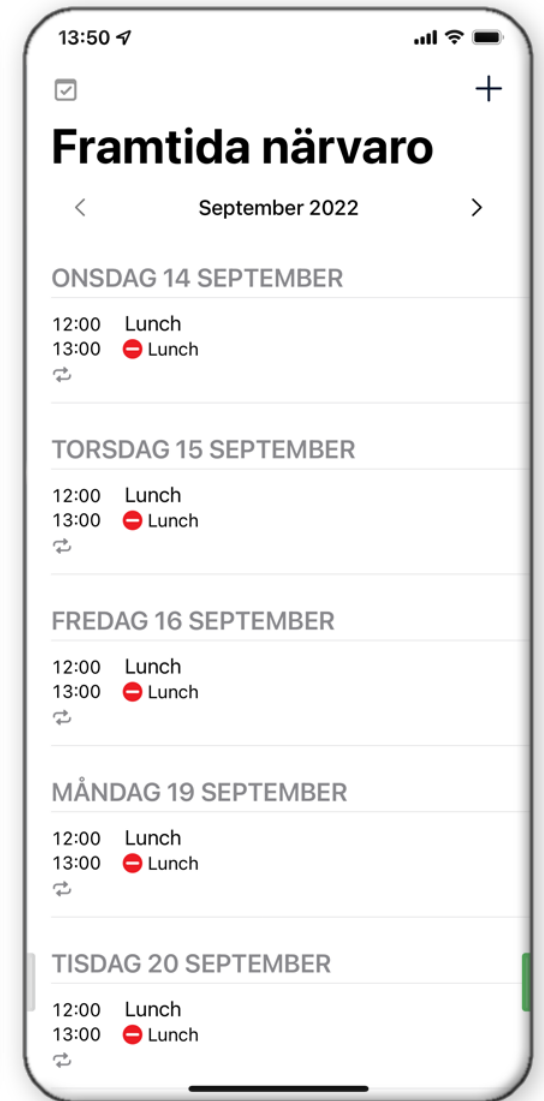 13:50
Framtida närvaro
September 2022
ONSDAG 14 SEPTEMBER
12:00 Lunch
13:00 Lunch
TORSDAG 15 SEPTEMBER
12:00 Lunch
13:00 Lunch
FREDAG 16 SEPTEMBER
12:00 Lunch
13:00 Lunch
MÅNDAG 19 SEPTEMBER
12:00 Lunch
13:00 Lunch
TISDAG 20 SEPTEMBER
12:00 Lunch
13:00 Lunch